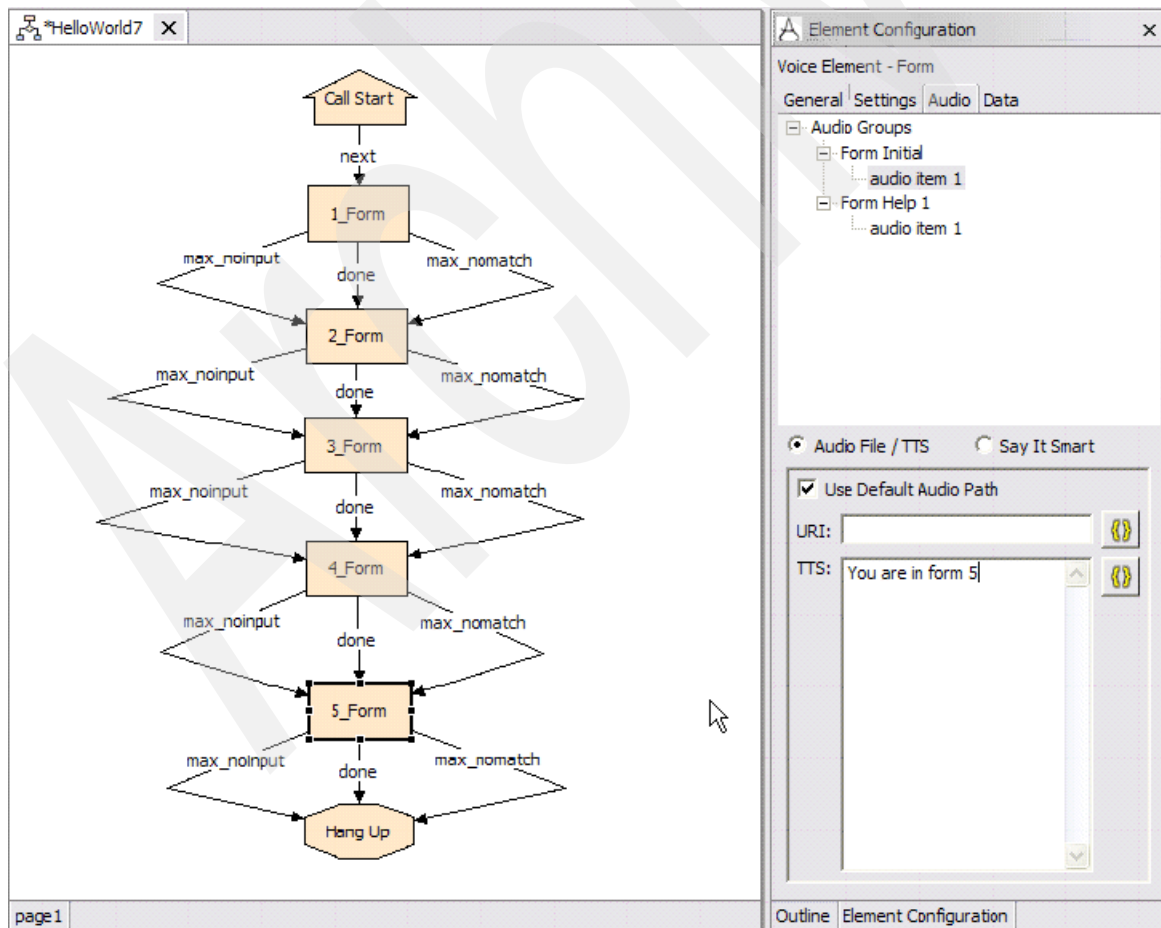 *HelloWorld7
Call Start
next
1_Form
max_noinput
max_nomatch
done
2_Form
max_noinput
max_nomatch
done
3_Form
max_noinput
max_nomatch
done
4_Form
max_noinput
max_nomatch
done
5_Form
max_noinput
max_nomatch
done
Hang Up
page1
Element Configuration
Voice Element - Form
General Settings Audio Data
Audio Groups
Form Initial
audio item 1
Form Help 1
audio item 1
Audio File / TTS Say It Smart
Use Default Audio Path
URI:
TTS: You are in form 5
Outline Element Configuration